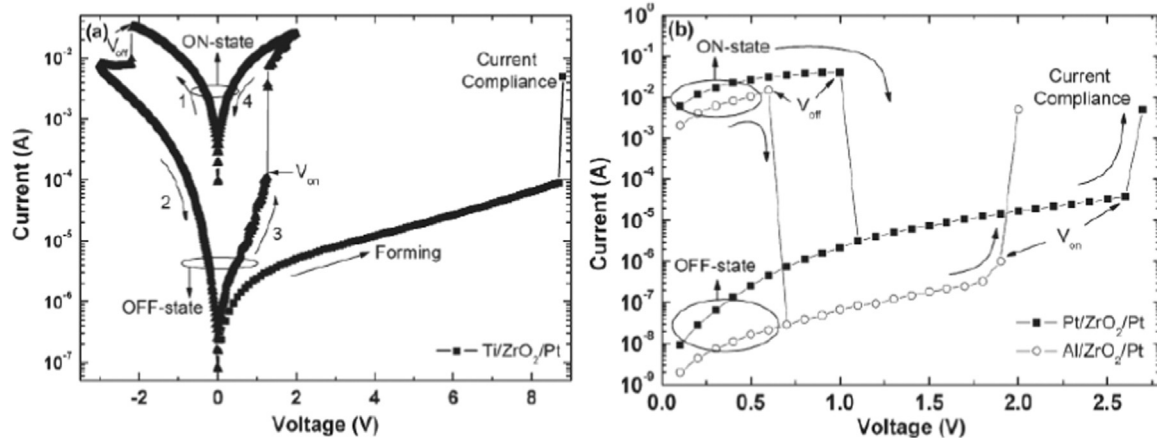 (a)
V_off
ON-state
1
4
Current
Compliance
V_on
2
3
Forming
OFF-state
Ti/ZrO₂/Pt
Current (A)
10⁻²
10⁻³
10⁻⁴
10⁻⁵
10⁻⁶
10⁻⁷
-2 0 2 4 6 8
Voltage (V)
(b)
ON-state
Current
Compliance
V_off
V_on
OFF-state
Pt/ZrO₂/Pt
Al/ZrO₂/Pt
Current (A)
10⁰
10⁻¹
10⁻²
10⁻³
10⁻⁴
10⁻⁵
10⁻⁶
10⁻⁷
10⁻⁸
10⁻⁹
0.0 0.5 1.0 1.5 2.0 2.5
Voltage (V)